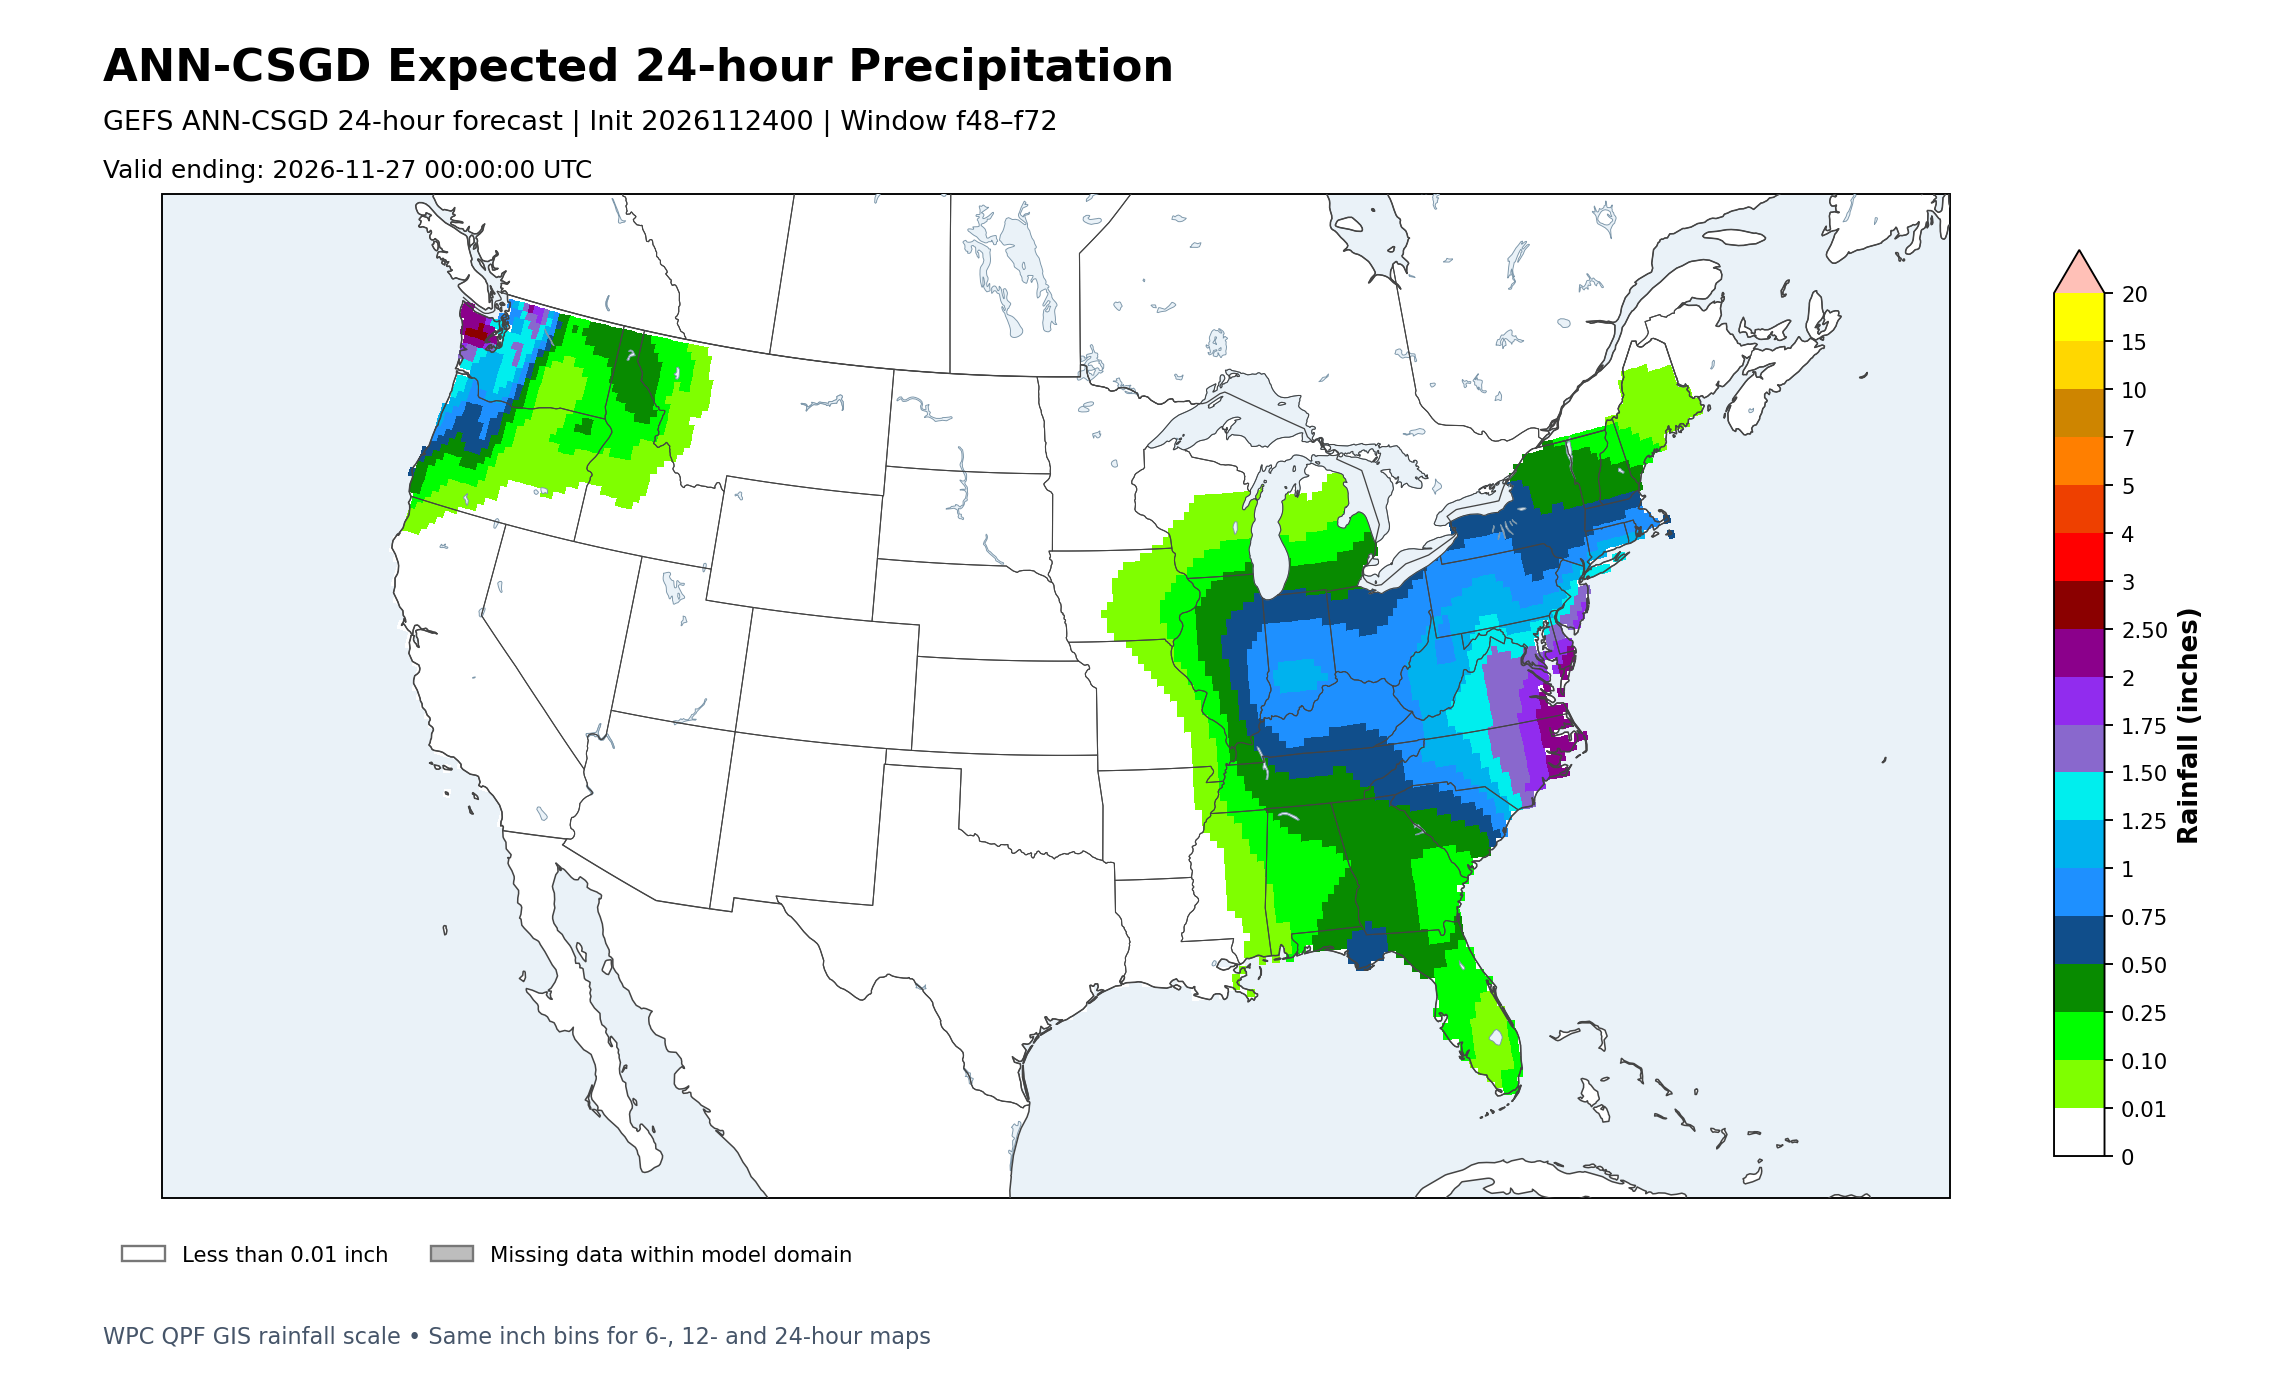 ANN-CSGD Expected 24-hour Precipitation
GEFS ANN-CSGD 24-hour forecast | Init 2026112400 | Window f48–f72
Valid ending: 2026-11-27 00:00:00 UTC
20
15
10
7
5
4
3
2.50
2
1.75
1.50
1.25
1
0.75
0.50
0.25
0.10
0.01
0
Rainfall (inches)
Less than 0.01 inch
Missing data within model domain
WPC QPF GIS rainfall scale • Same inch bins for 6-, 12- and 24-hour maps